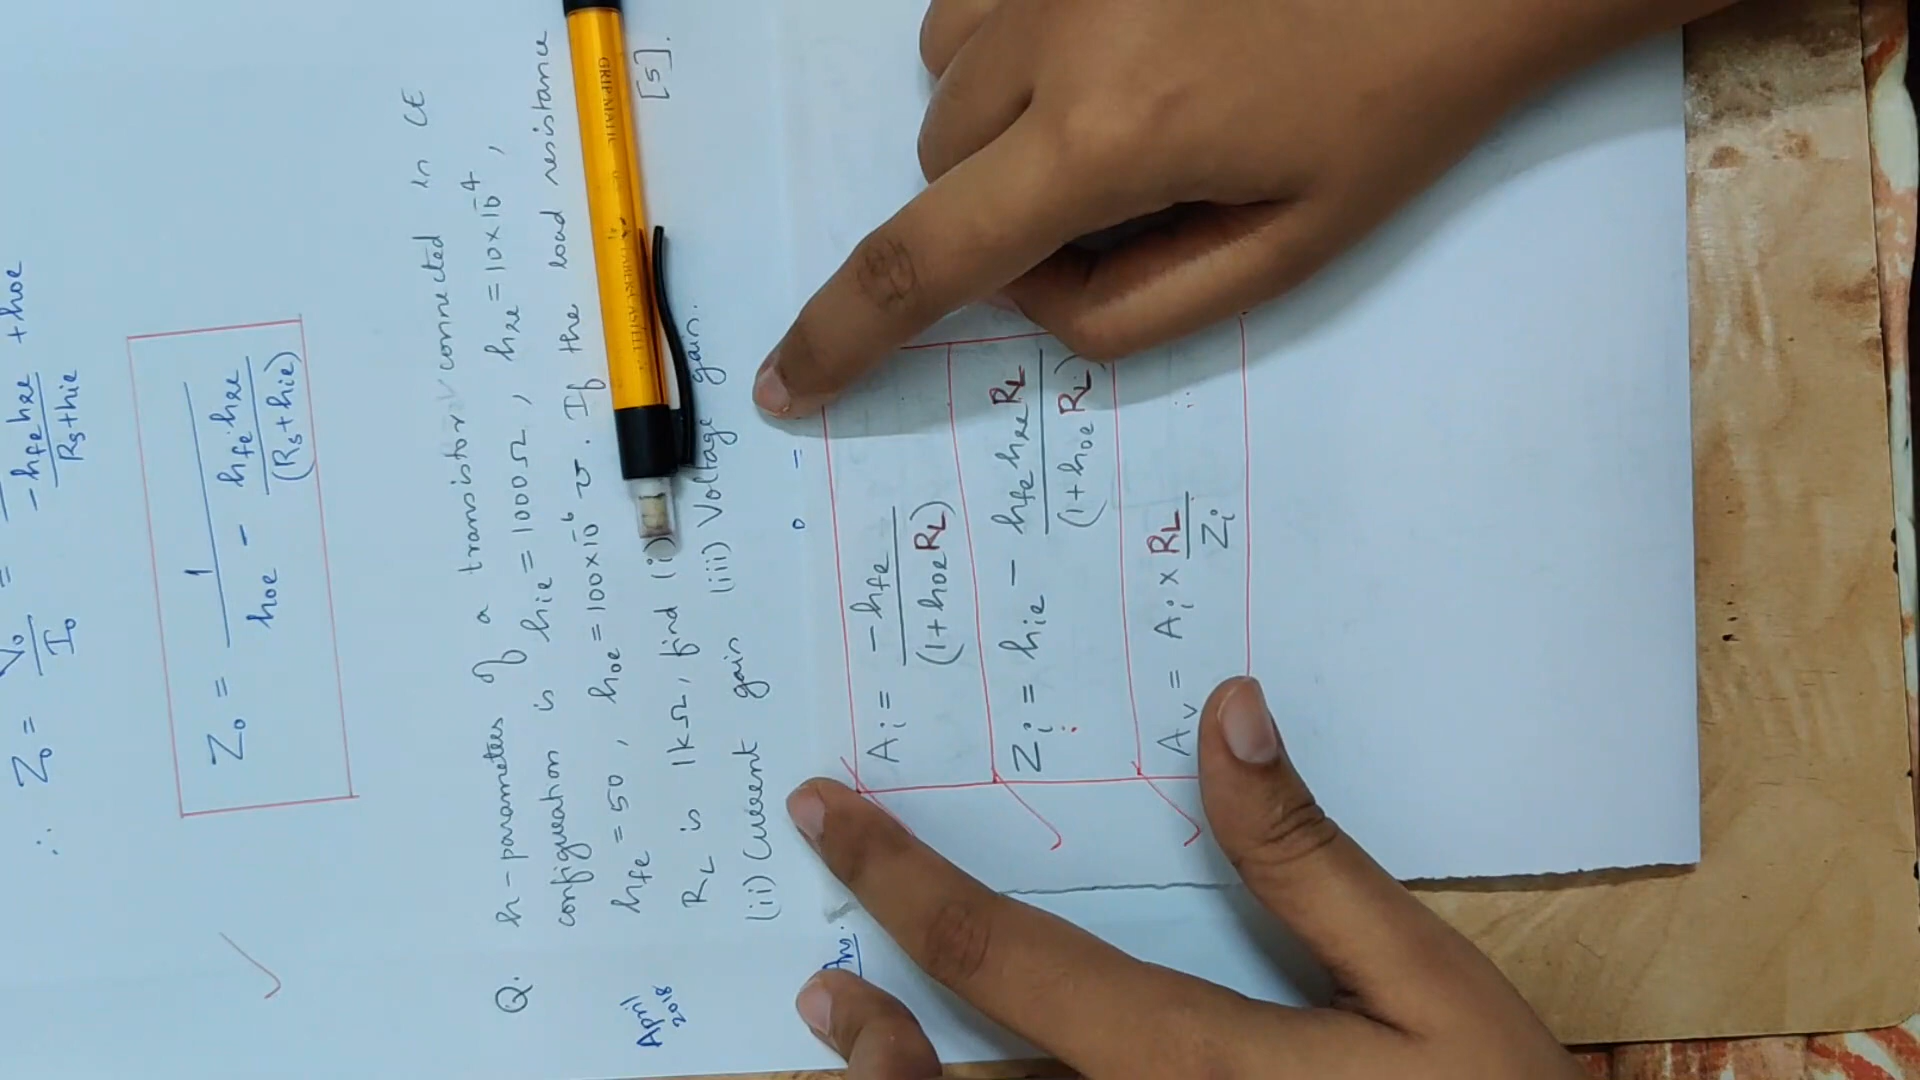 ∴ Z₀ = V₀/I₀ = -hfe hre/(Rs+hie) + hoe
Z₀ = 1/(hoe - hfe hre/(Rs+hie))
Q. h-parameters of a transistor connected in CE
configuration is hie = 1000Ω, hre = 10×10⁻⁴,
April 2018
hfe = 50, hoe = 100×10⁻⁶ ʊ. If the load resistance
RL is 1kΩ, find (i) [5].
(ii) Current gain (iii) Voltage gain.
Ans.
Ai = -hfe/(1+hoeRL)
Zi = hie - hfe hre RL/(1+hoe RL)
Av = Ai × RL/Zi
GRIPMATIC